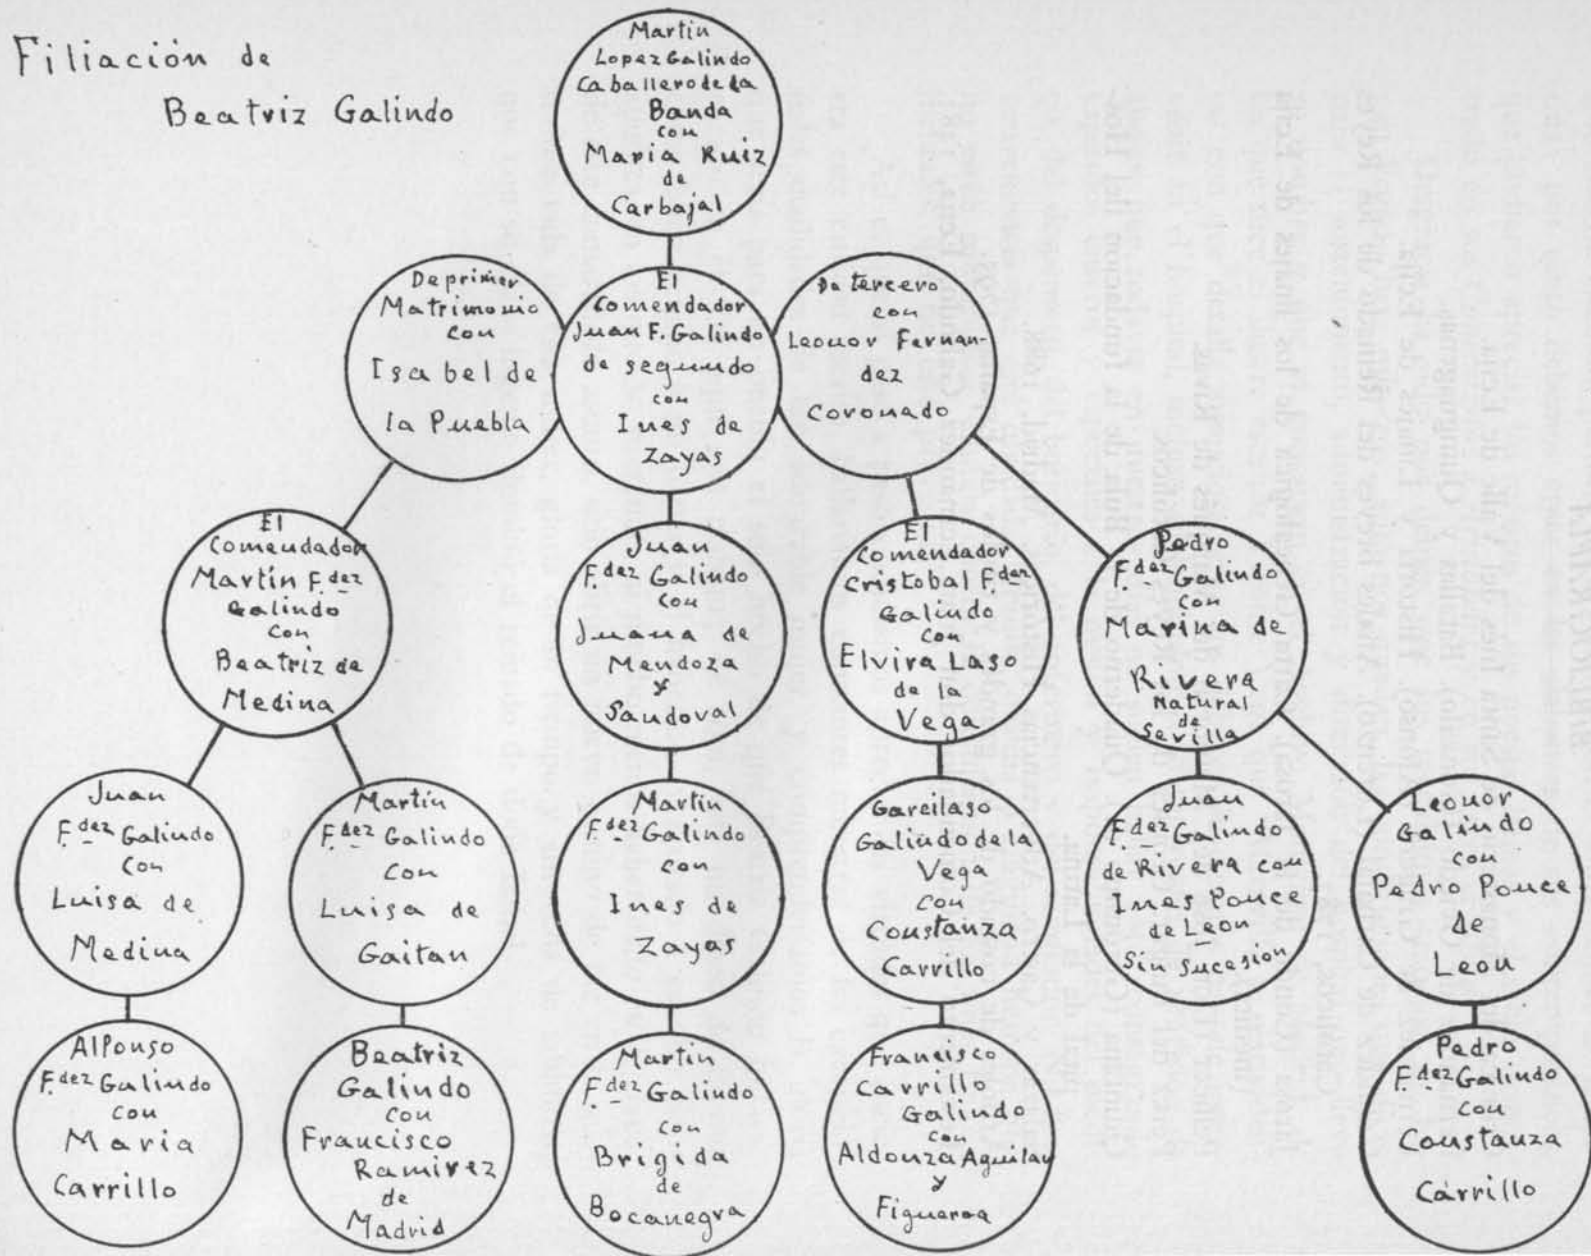 Filiación de
Beatriz Galindo
Martin
Lopez Galindo
Caballero de la
Banda
con
Maria Ruiz
de
Carbajal
De primer
Matrimonio
con
Isabel de
la Puebla
El
Comendador
Juan F. Galindo
de segundo
con
Ines de
Zayas
De tercero
con
Leonor Fernan-
dez
Coronado
El
Comendador
Martín F.dez
Galindo
con
Beatriz de
Medina
Juan
F.dez Galindo
con
Juana de
Mendoza
y
Sandoval
El
Comendador
Cristobal F.dez
Galindo
con
Elvira Laso
de la
Vega
Pedro
F.dez Galindo
con
Marina de
Rivera
Natural
de
Sevilla
Juan
F.dez Galindo
con
Luisa de
Medina
Martín
F.dez Galindo
con
Luisa de
Gaitan
Martin
F.dez Galindo
con
Ines de
Zayas
Garcilaso
Galindo de la
Vega
con
Constanza
Carrillo
Juan
F.dez Galindo
de Rivera con
Ines Ponce
de Leon
Sin sucesion
Leonor
Galindo
con
Pedro Ponce
de
Leon
Alfonso
F.dez Galindo
con
Maria
Carrillo
Beatriz
Galindo
con
Francisco
Ramirez
de
Madrid
Martin
F.dez Galindo
con
Brigida
de
Bocanegra
Francisco
Carrillo
Galindo
con
Aldonza Aguilar
y
Figueroa
Pedro
F.dez Galindo
con
Constanza
Carrillo